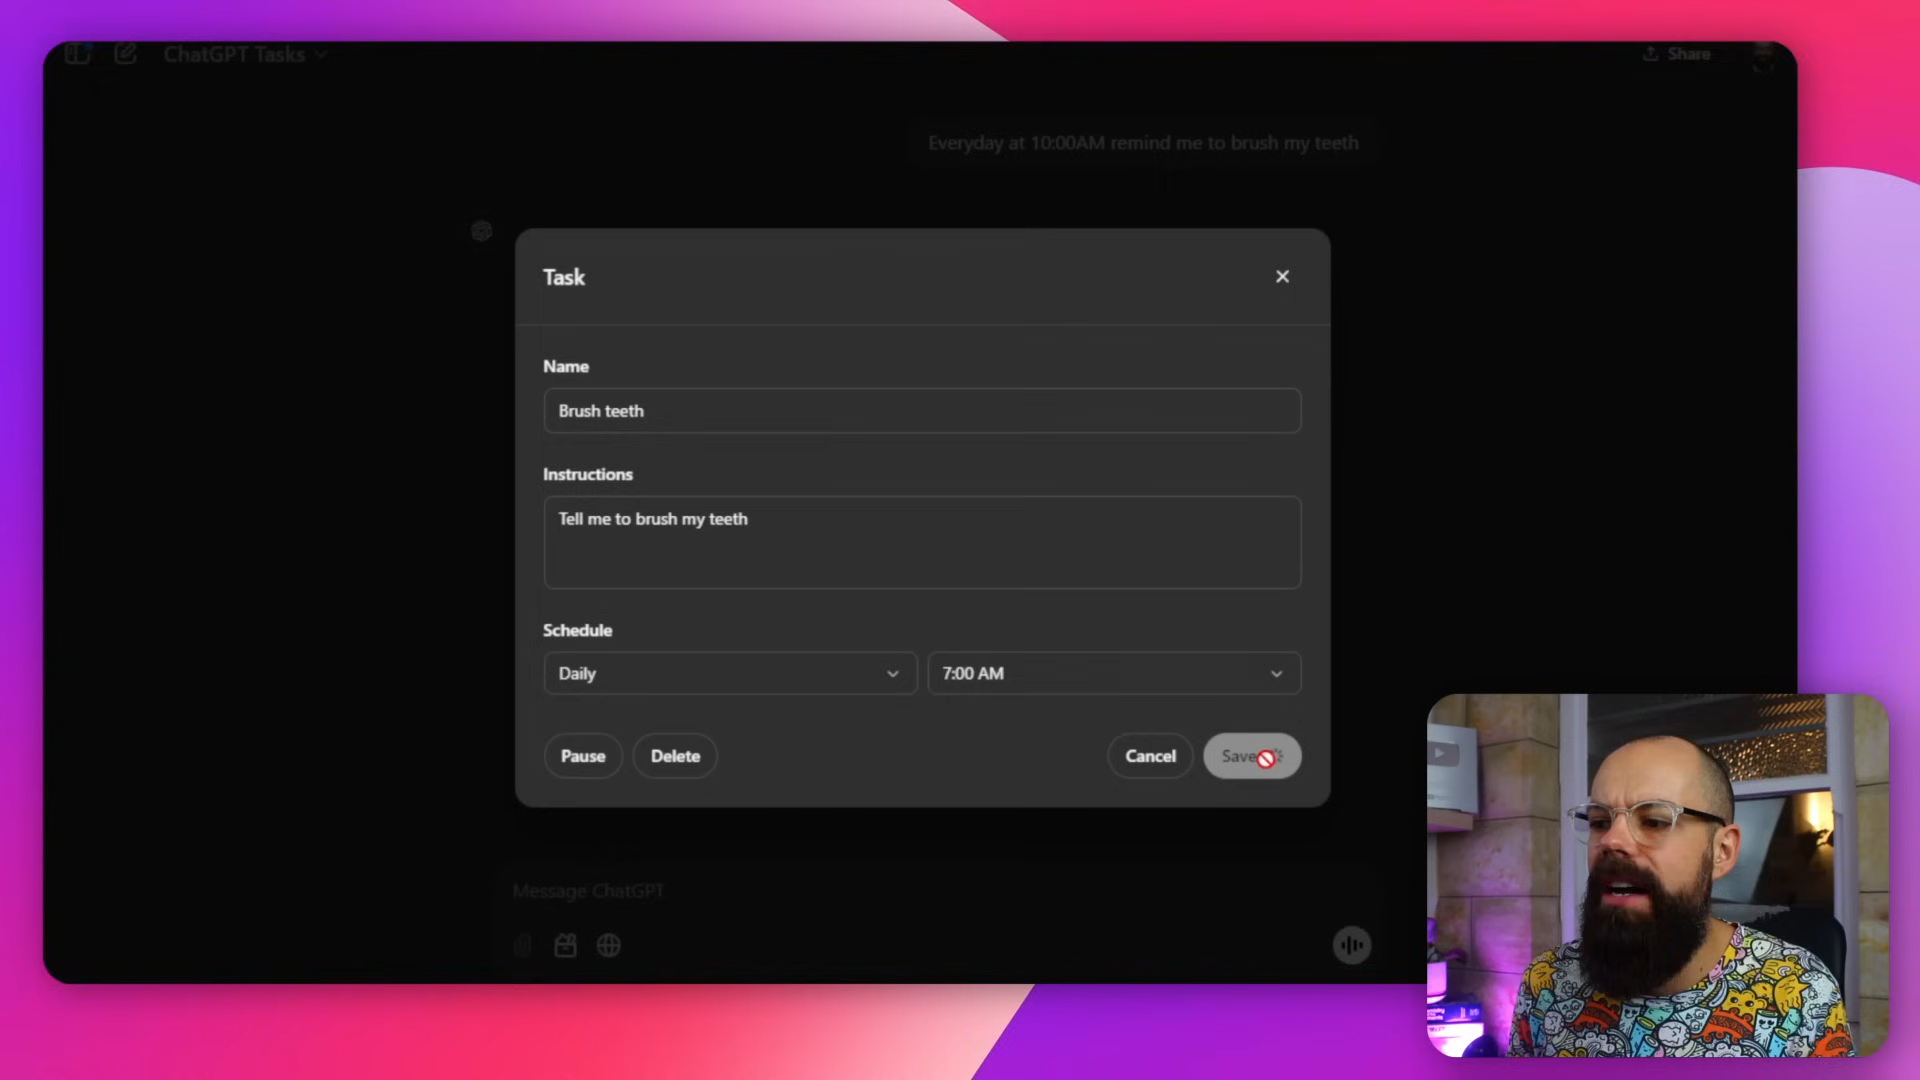 ChatGPT Tasks
Share
Everyday at 10:00AM remind me to brush my teeth
Task
Name
Brush teeth
Instructions
Tell me to brush my teeth
Schedule
Daily
7:00 AM
Pause
Delete
Cancel
Save
Message ChatGPT